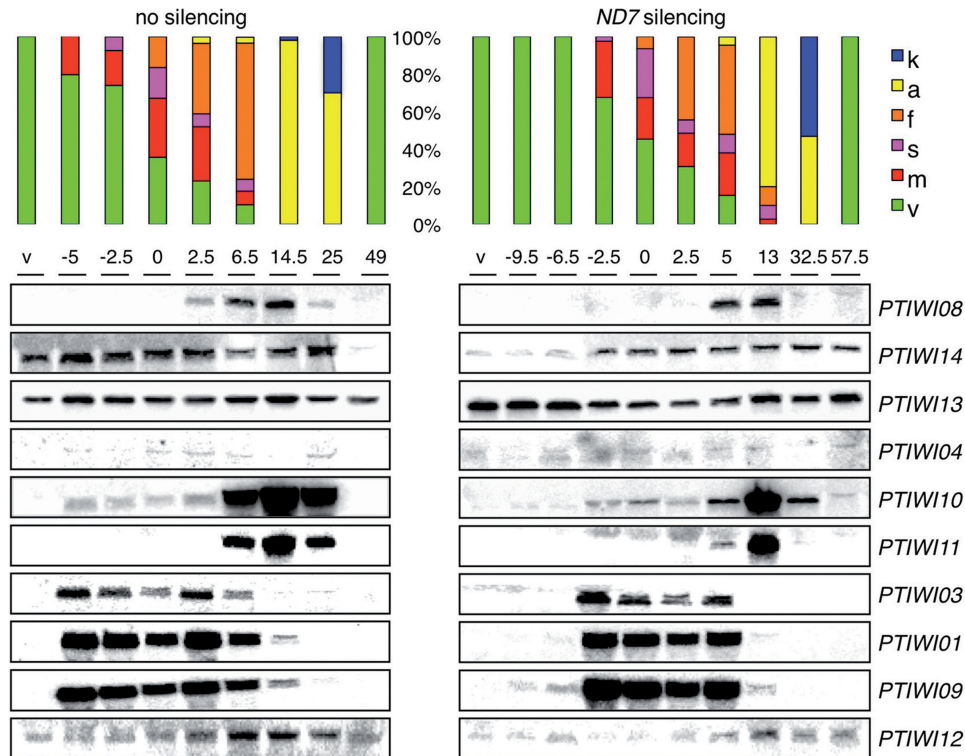 no silencing
ND7 silencing
100%
80%
60%
40%
20%
0%
k
a
f
s
m
v
v -5 -2.5 0 2.5 6.5 14.5 25 49
v -9.5 -6.5 -2.5 0 2.5 5 13 32.5 57.5
PTIWI08
PTIWI14
PTIWI13
PTIWI04
PTIWI10
PTIWI11
PTIWI03
PTIWI01
PTIWI09
PTIWI12